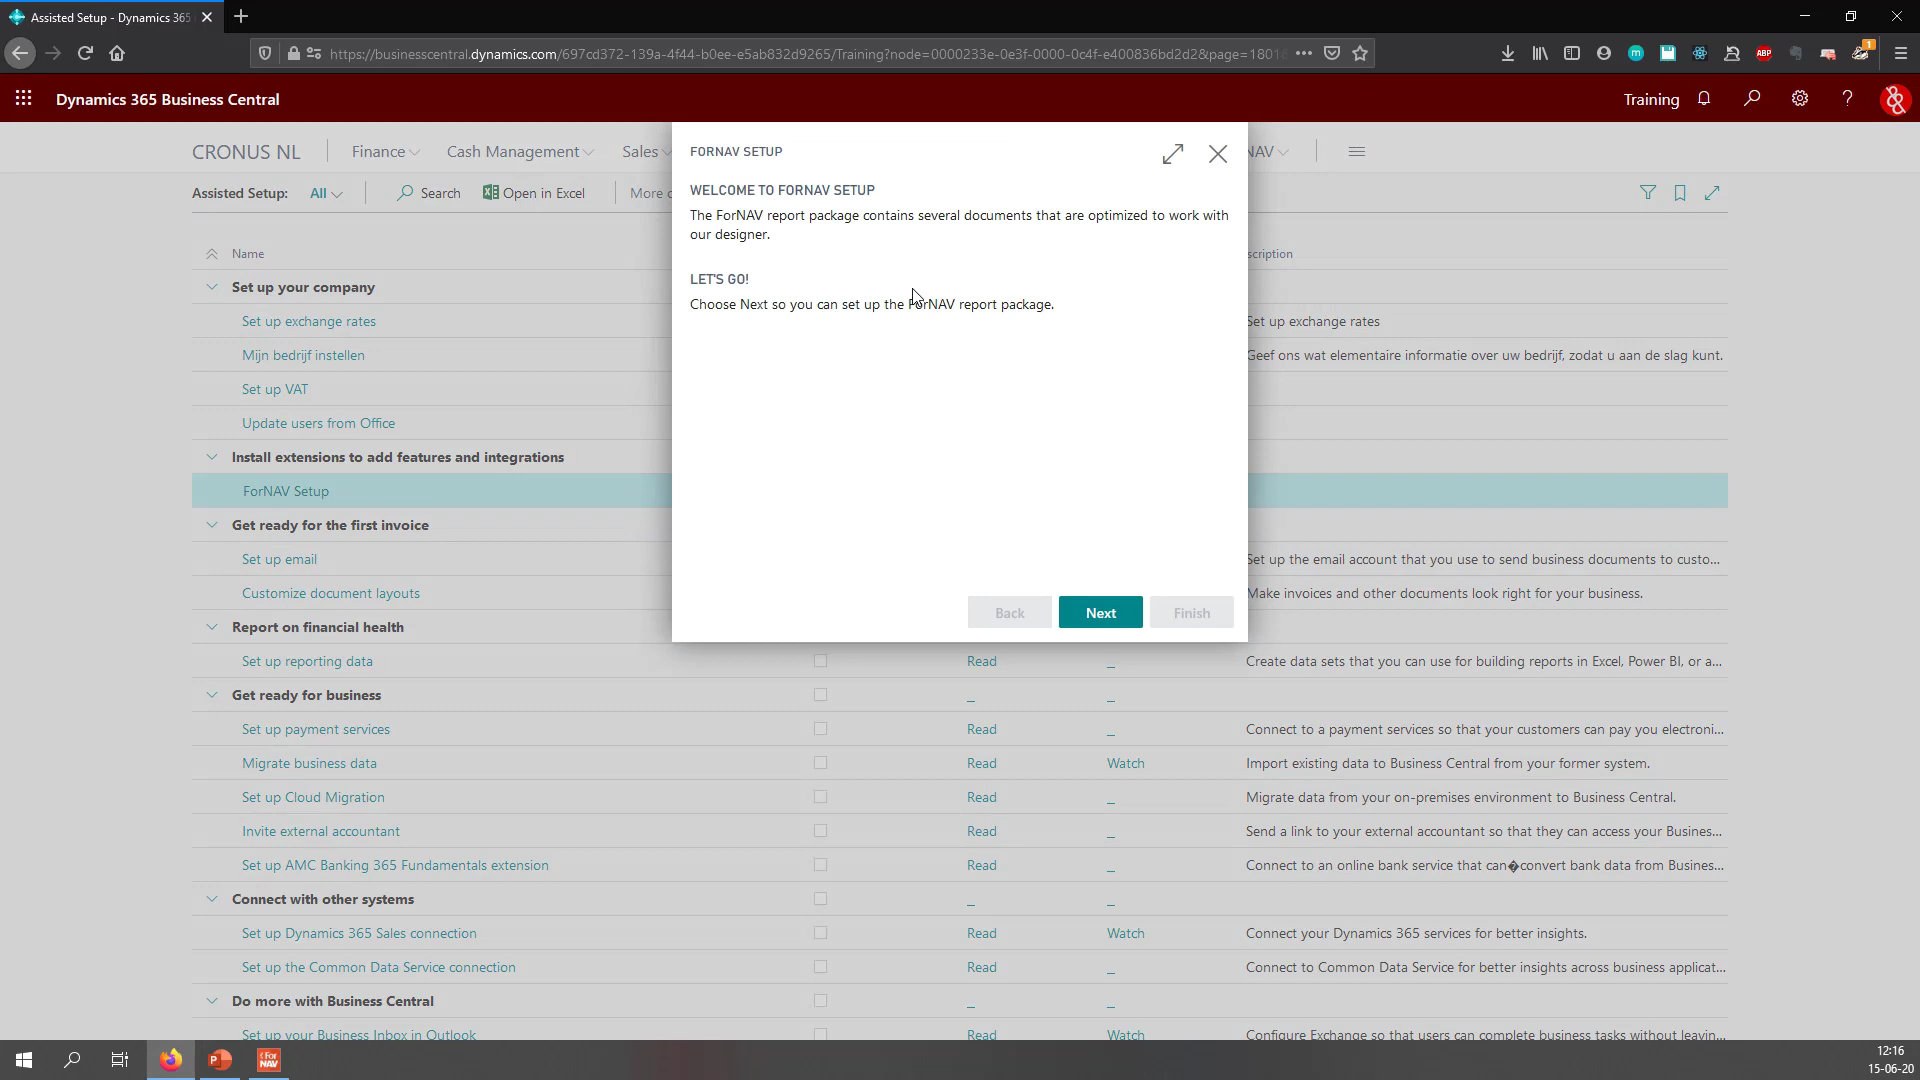 Assisted Setup - Dynamics 365
https://businesscentral.dynamics.com/697cd372-139a-4f44-b0ee-e5ab832d9265/Training?node=0000233e-0e3f-0000-0c4f-e400836bd2d2&page=1801
ABP
1
Dynamics 365 Business Central
Training
?
CRONUS NL
Finance
Cash Management
Sales
NAV
Assisted Setup:
All
Search
Open in Excel
More
Name
scription
Set up your company
Set up exchange rates
Set up exchange rates
Mijn bedrijf instellen
Geef ons wat elementaire informatie over uw bedrijf, zodat u aan de slag kunt.
Set up VAT
Update users from Office
Install extensions to add features and integrations
ForNAV Setup
Get ready for the first invoice
Set up email
Set up the email account that you use to send business documents to custo...
Customize document layouts
Make invoices and other documents look right for your business.
Report on financial health
FORNAV SETUP
WELCOME TO FORNAV SETUP
The ForNAV report package contains several documents that are optimized to work with
our designer.
LET'S GO!
Choose Next so you can set up the ForNAV report package.
Back
Next
Finish
Set up reporting data
Read
_
Create data sets that you can use for building reports in Excel, Power BI, or a...
Get ready for business
_
_
Set up payment services
Read
_
Connect to a payment services so that your customers can pay you electroni...
Migrate business data
Read
Watch
Import existing data to Business Central from your former system.
Set up Cloud Migration
Read
_
Migrate data from your on-premises environment to Business Central.
Invite external accountant
Read
_
Send a link to your external accountant so that they can access your Busines...
Set up AMC Banking 365 Fundamentals extension
Read
_
Connect to an online bank service that can�convert bank data from Busines...
Connect with other systems
_
_
Set up Dynamics 365 Sales connection
Read
Watch
Connect your Dynamics 365 services for better insights.
Set up the Common Data Service connection
Read
_
Connect to Common Data Service for better insights across business applicat...
Do more with Business Central
_
_
Set up your Business Inbox in Outlook
Read
Watch
Configure Exchange so that users can complete business tasks without leavin...
For
NAV
12:16
15-06-20